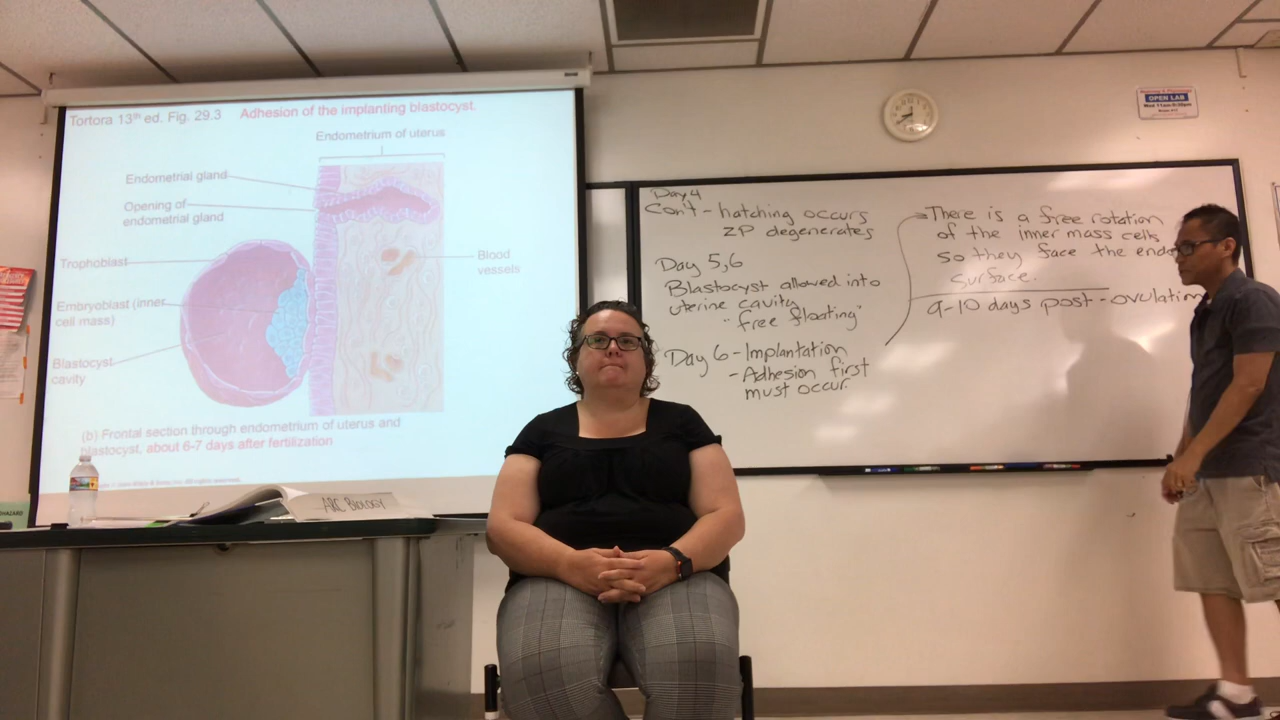 Tortora 13th ed. Fig. 29.3 Adhesion of the implanting blastocyst.
Endometrium of uterus
Endometrial gland
Opening of
endometrial gland
Trophoblast
Blood
vessels
Embryoblast (inner
cell mass)
Blastocyst
cavity
(b) Frontal section through endometrium of uterus and
blastocyst, about 6-7 days after fertilization
ARC BIOLOGY
Day 4
Con't - hatching occurs
ZP degenerates
Day 5,6
Blastocyst allowed into
uterine cavity
"free floating"
Day 6 - Implantation
- Adhesion first
must occur.
There is a free rotation
of the inner mass cells
so they face the endo
surface.
9-10 days post-ovulation
OPEN LAB